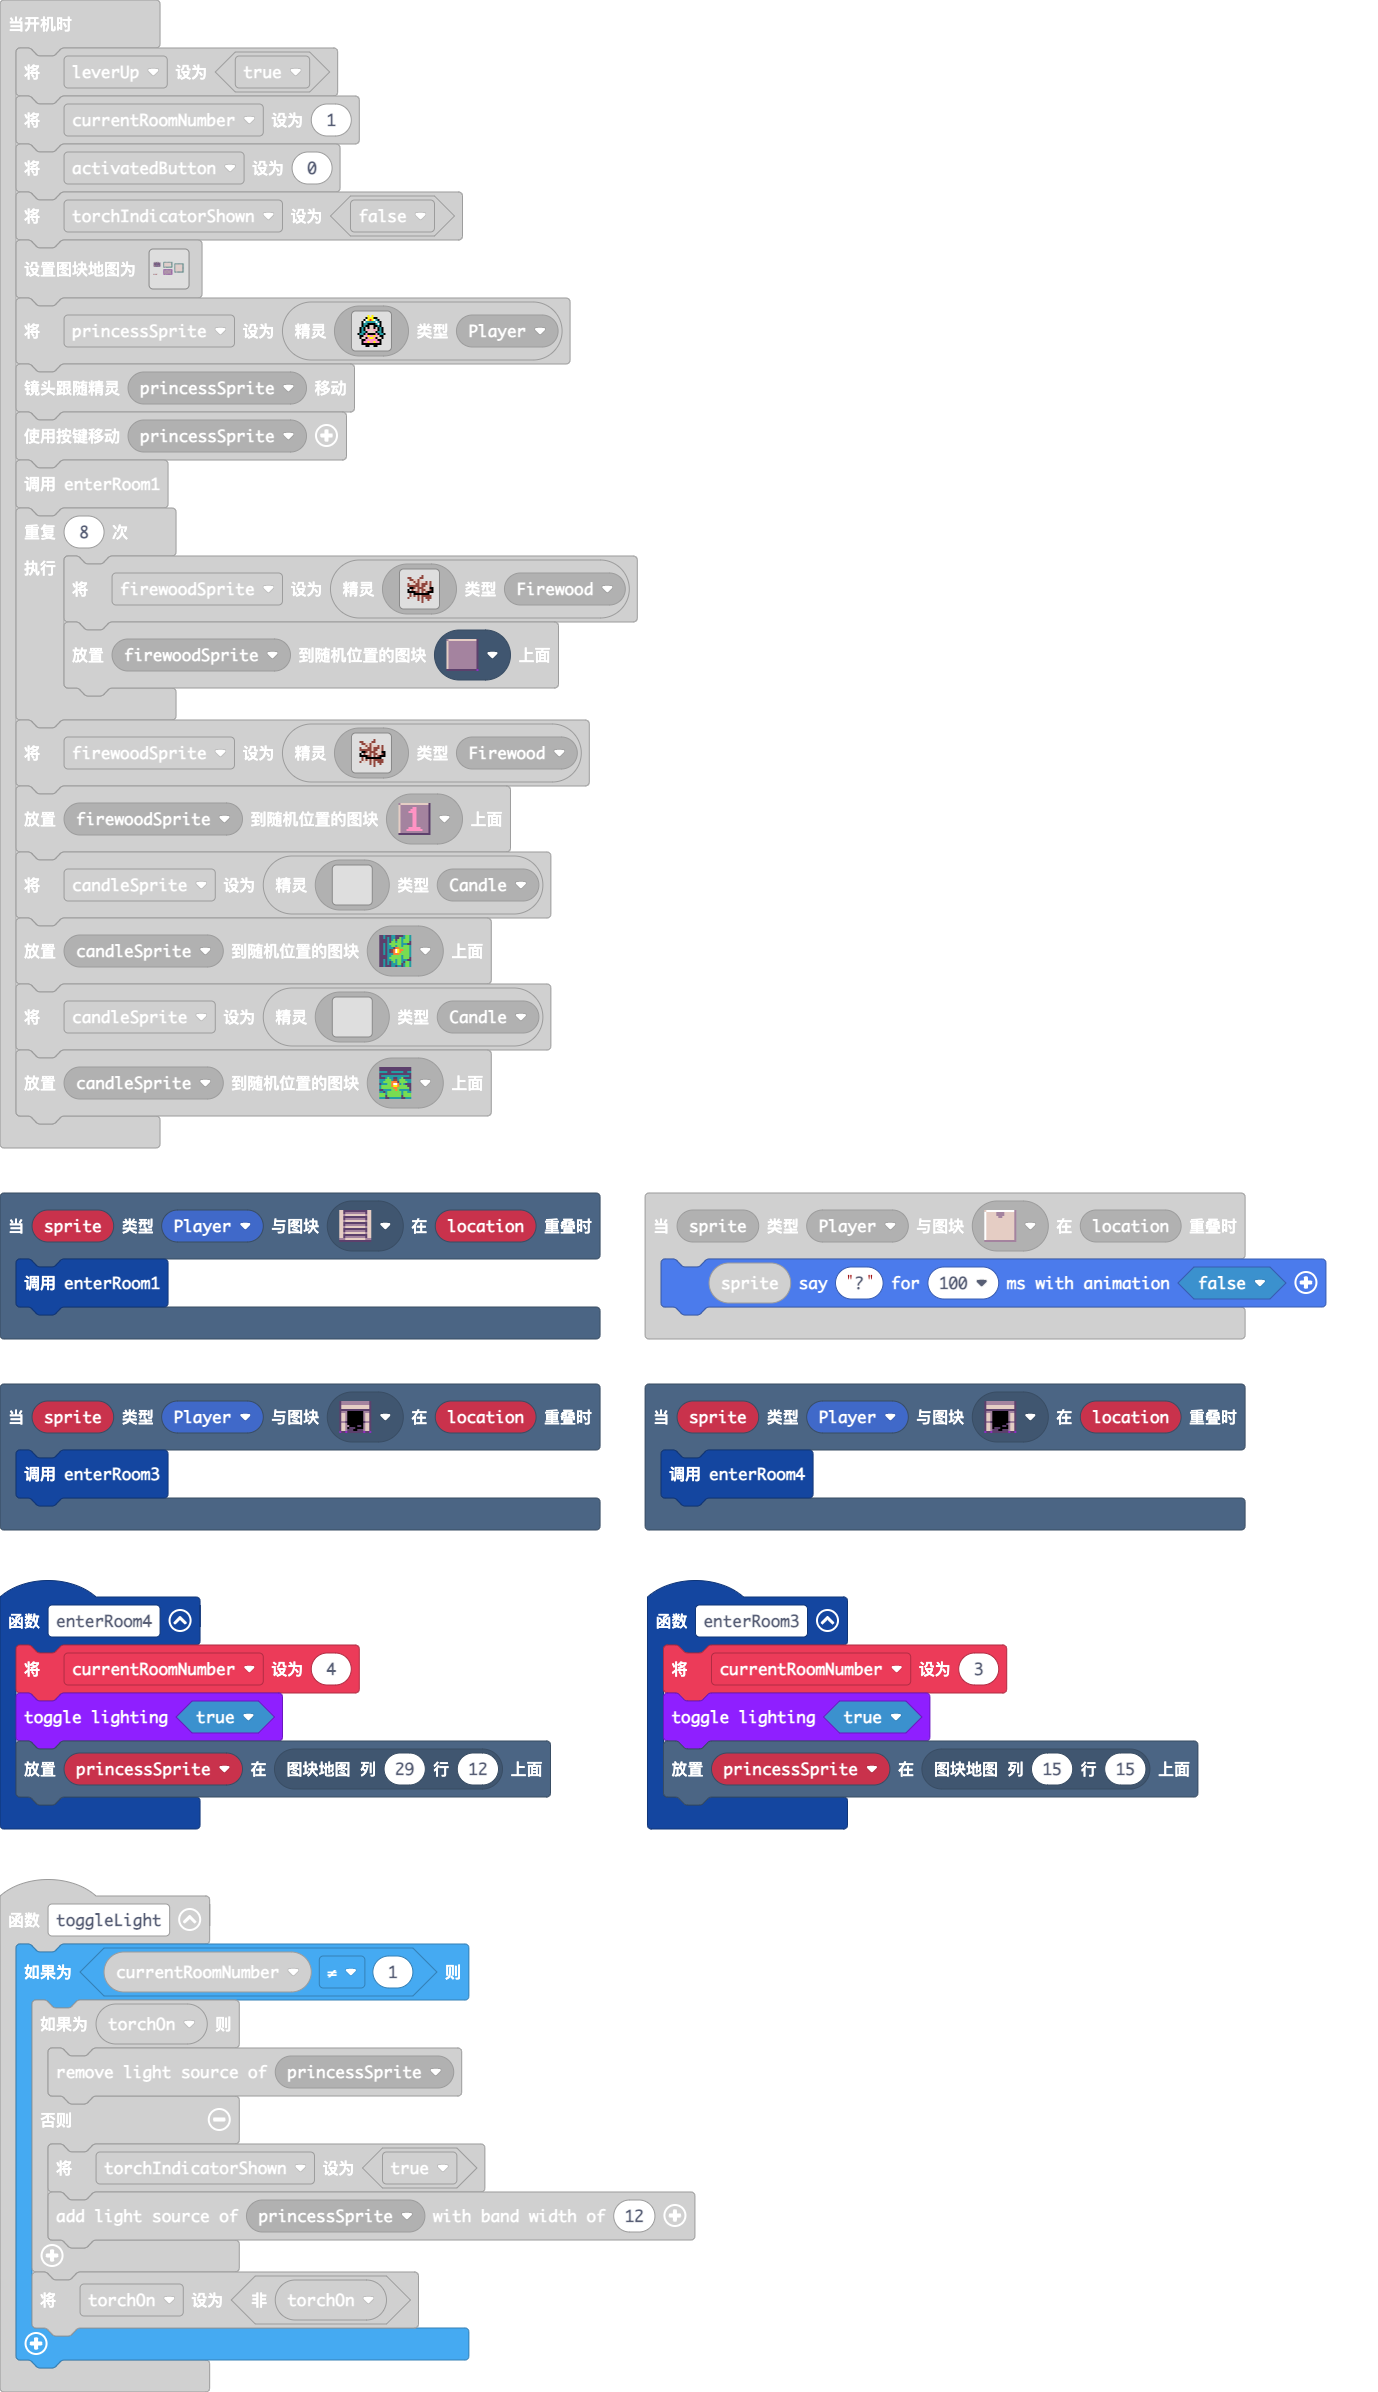 当开机时
将 leverUp 设为 true
将 currentRoomNumber 设为 1
将 activatedButton 设为 0
将 torchIndicatorShown 设为 false
设置图块地图为
将 princessSprite 设为 精灵 类型 Player
镜头跟随精灵 princessSprite 移动
使用按键移动 princessSprite
调用 enterRoom1
重复 8 次
执行
将 firewoodSprite 设为 精灵 类型 Firewood
放置 firewoodSprite 到随机位置的图块 上面
将 firewoodSprite 设为 精灵 类型 Firewood
放置 firewoodSprite 到随机位置的图块 1 上面
将 candleSprite 设为 精灵 类型 Candle
放置 candleSprite 到随机位置的图块 上面
将 candleSprite 设为 精灵 类型 Candle
放置 candleSprite 到随机位置的图块 上面
当 sprite 类型 Player 与图块 在 location 重叠时
调用 enterRoom1
当 sprite 类型 Player 与图块 在 location 重叠时
sprite say "?" for 100 ms with animation false
当 sprite 类型 Player 与图块 在 location 重叠时
调用 enterRoom3
当 sprite 类型 Player 与图块 在 location 重叠时
调用 enterRoom4
函数 enterRoom4
将 currentRoomNumber 设为 4
toggle lighting true
放置 princessSprite 在 图块地图 列 29 行 12 上面
函数 enterRoom3
将 currentRoomNumber 设为 3
toggle lighting true
放置 princessSprite 在 图块地图 列 15 行 15 上面
函数 toggleLight
如果为 currentRoomNumber ≠ 1 则
如果为 torchOn 则
remove light source of princessSprite
否则
将 torchIndicatorShown 设为 true
add light source of princessSprite with band width of 12
将 torchOn 设为 非 torchOn